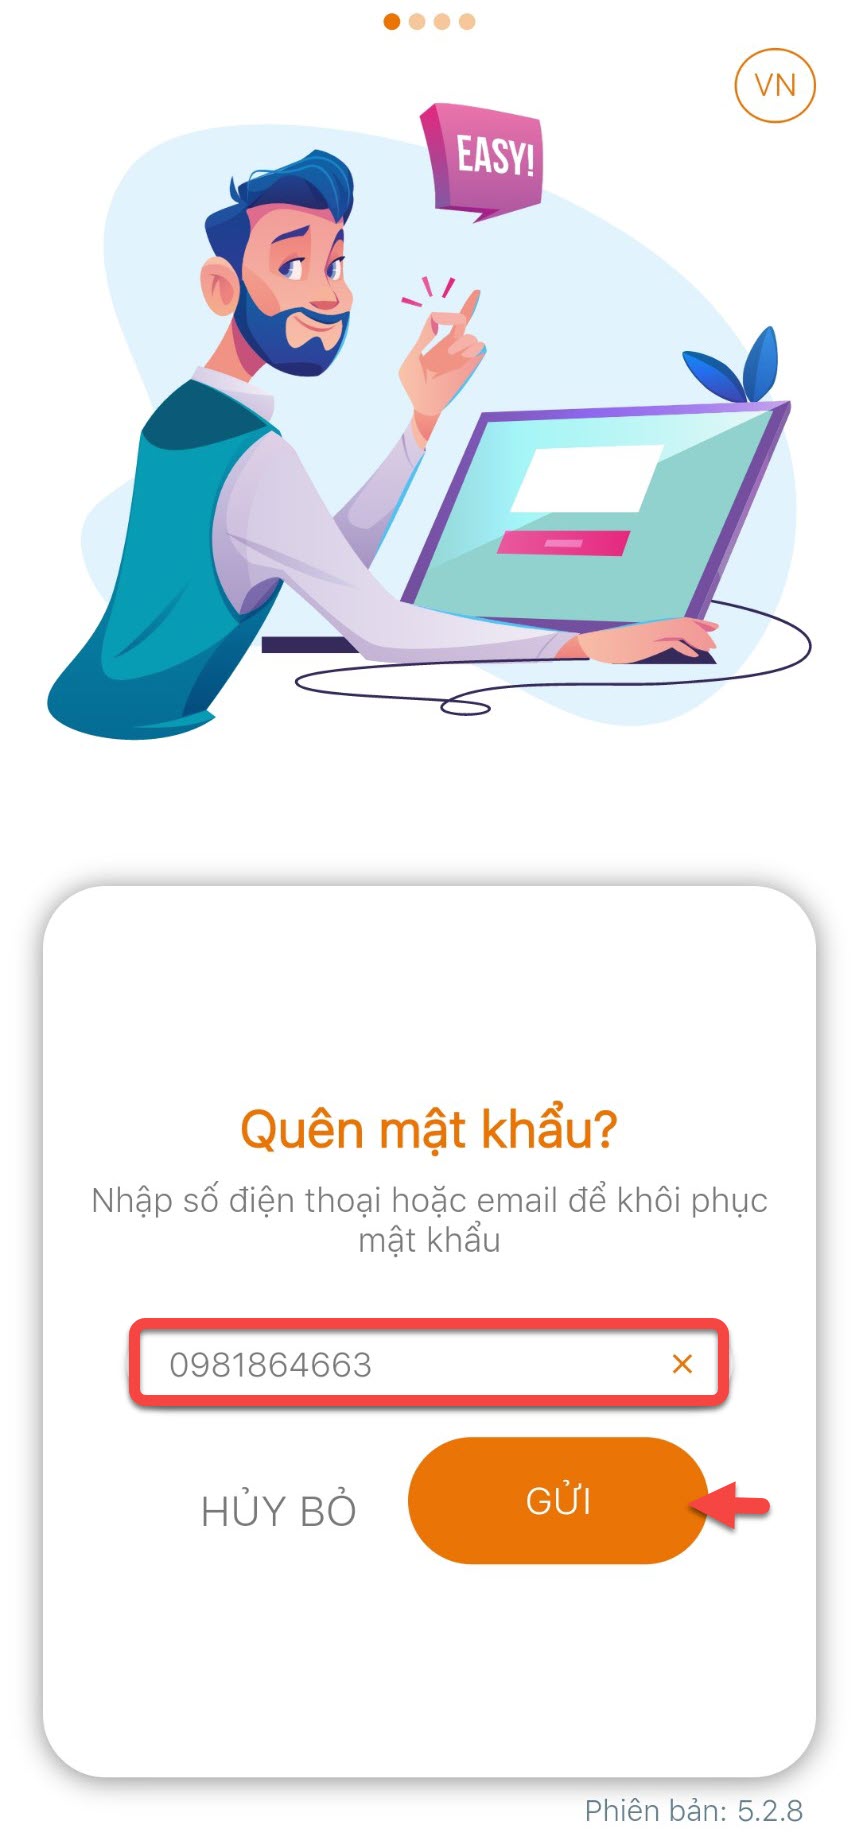 VN
EASY!
Quên mật khẩu?
Nhập số điện thoại hoặc email để khôi phục
mật khẩu
0981864663 ×
HỦY BỎ
GỬI
Phiên bản: 5.2.8